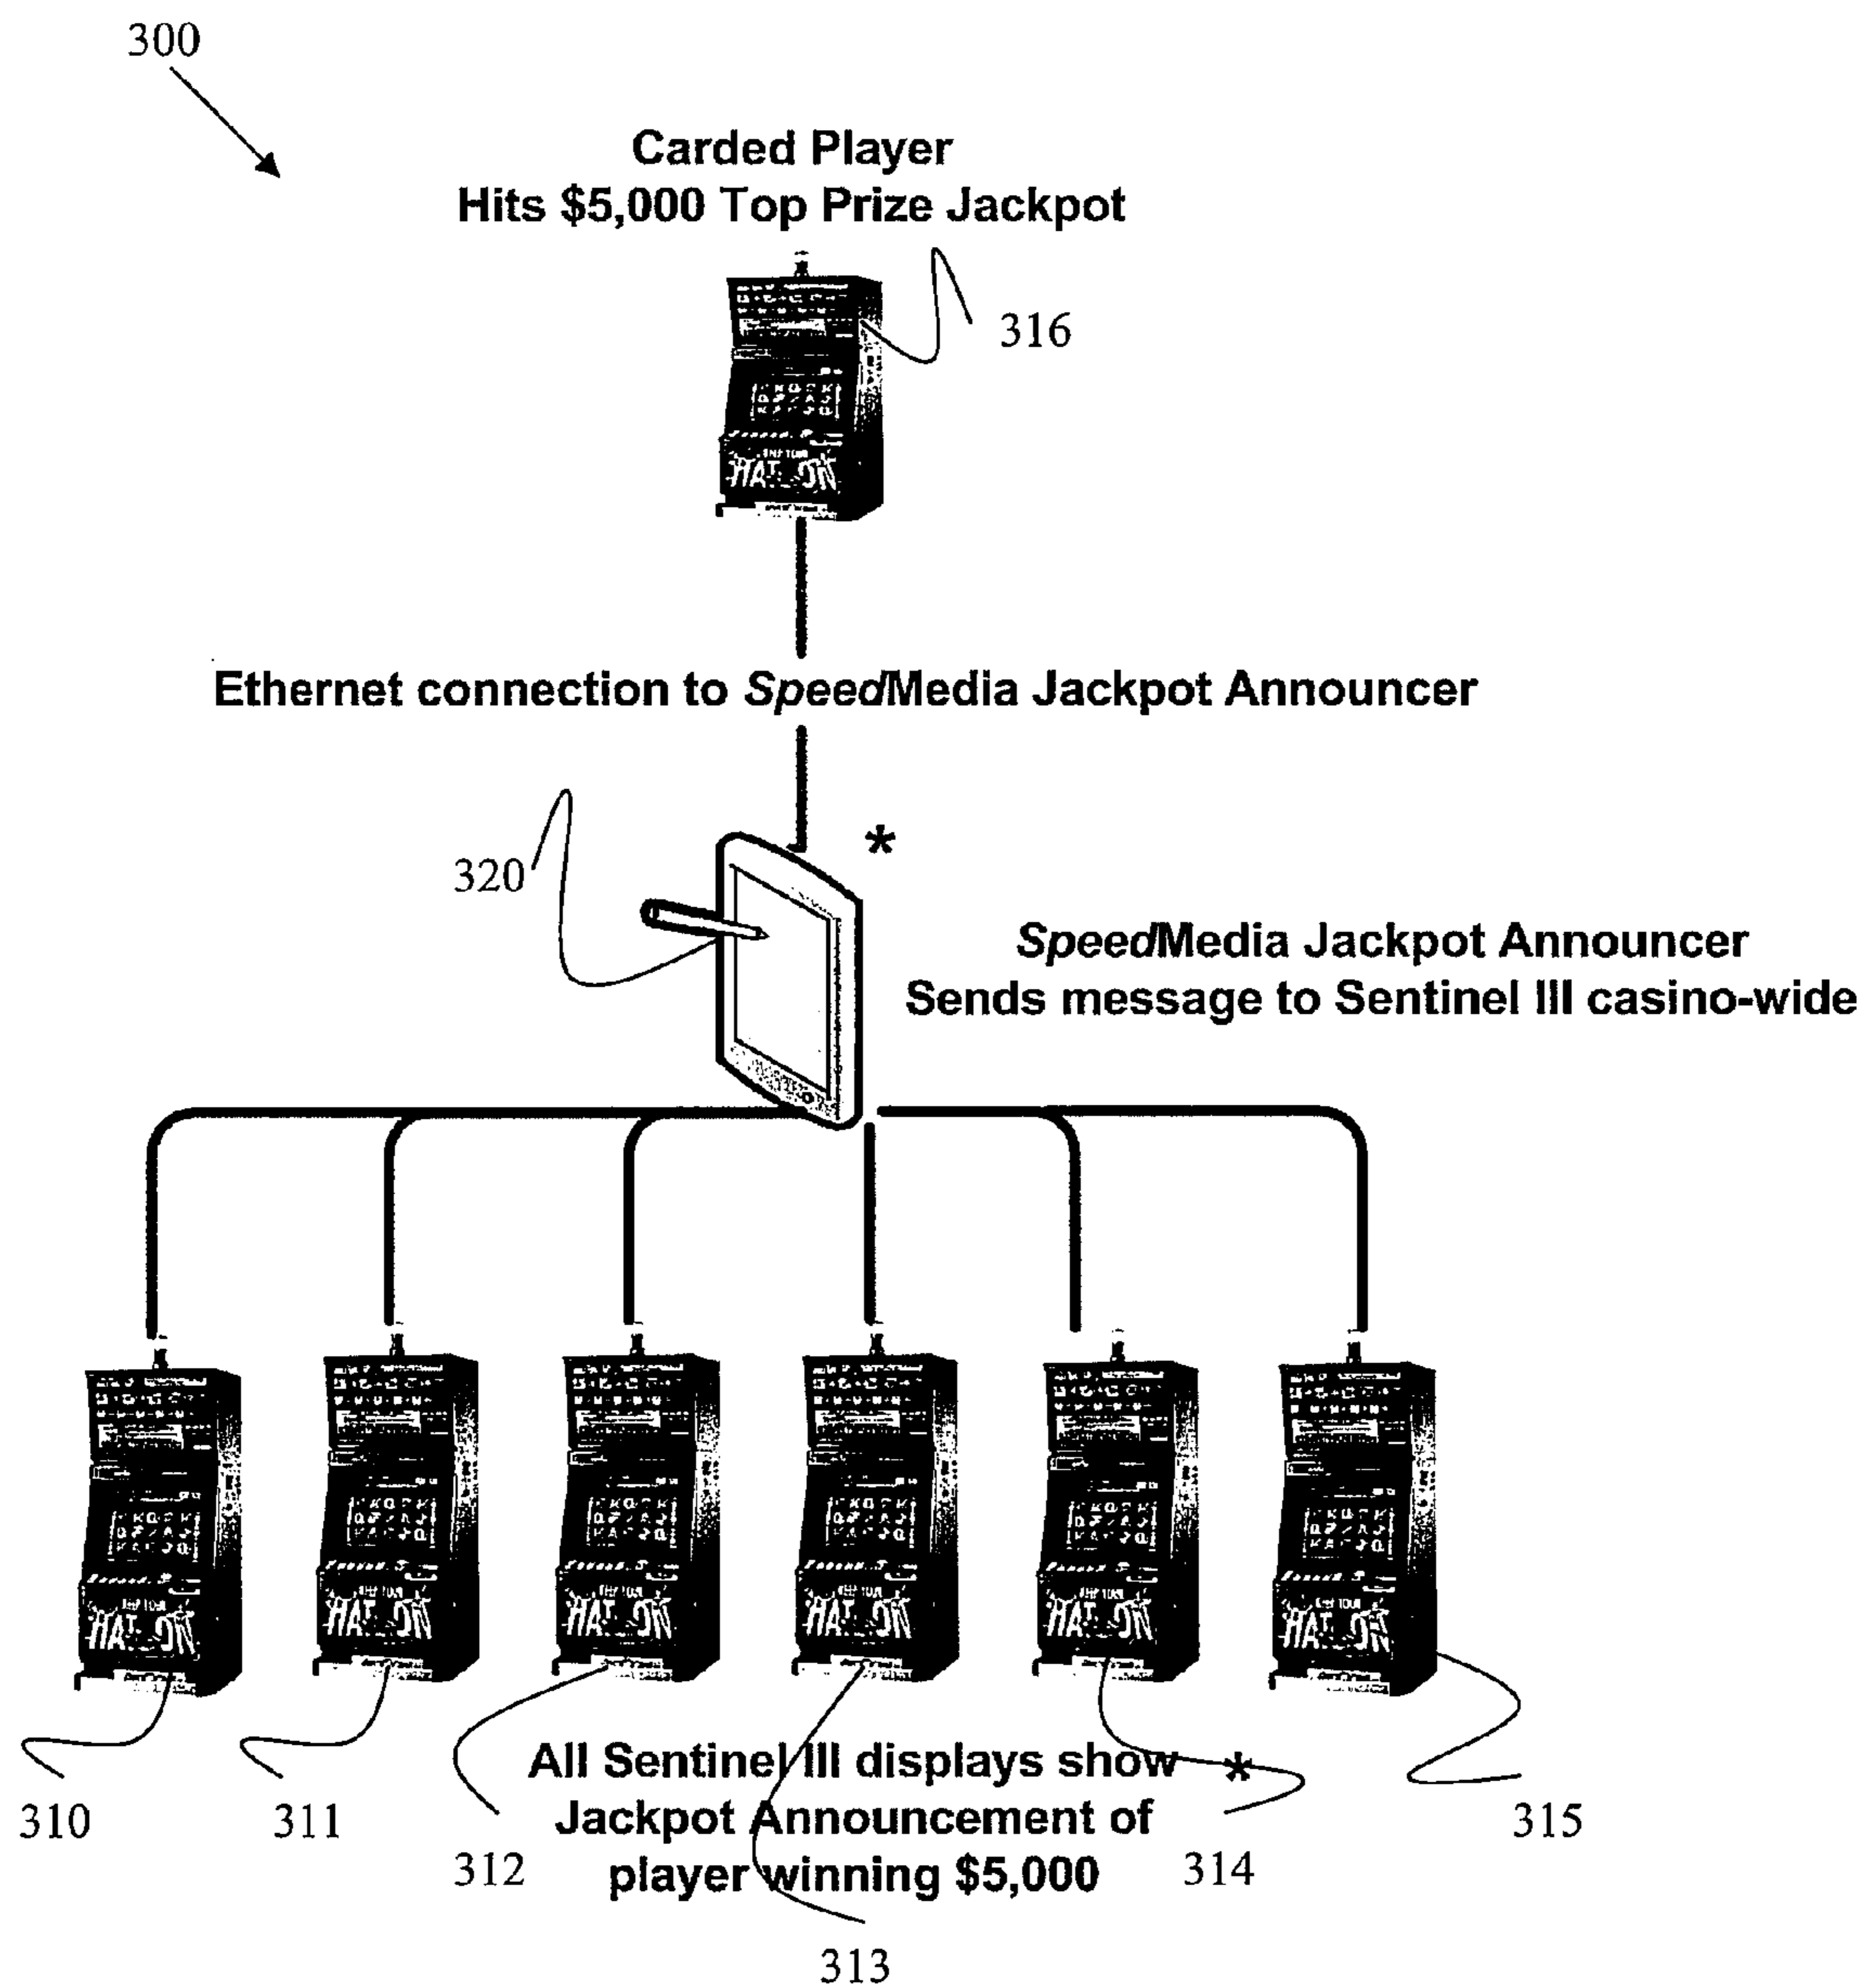 300
Carded Player
Hits $5,000 Top Prize Jackpot
316
Ethernet connection to SpeedMedia Jackpot Announcer
*
320
SpeedMedia Jackpot Announcer
Sends message to Sentinel III casino-wide
All Sentinel III displays show *
Jackpot Announcement of
player winning $5,000
310
311
312
313
314
315